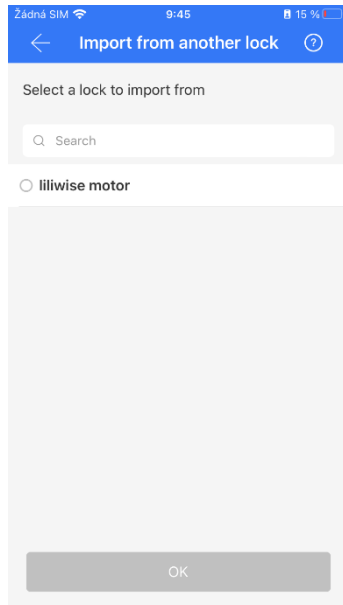 Žádná SIM 9:45 15 %
Import from another lock ?
Select a lock to import from
Search
liliwise motor
OK